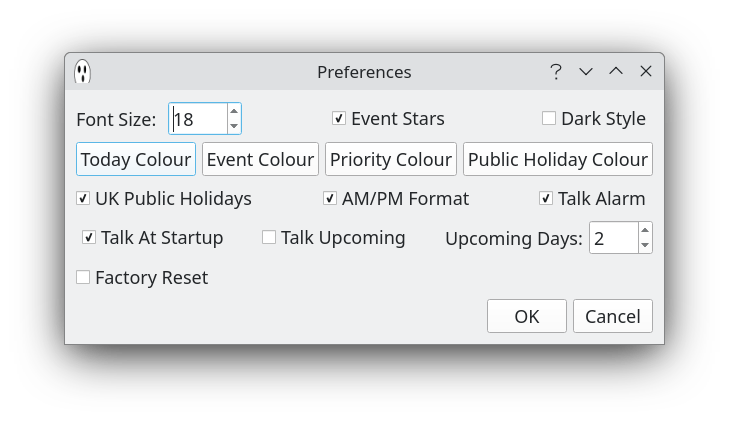 Preferences
Font Size: 18 Event Stars Dark Style
Today Colour Event Colour Priority Colour Public Holiday Colour
UK Public Holidays AM/PM Format Talk Alarm
Talk At Startup Talk Upcoming Upcoming Days: 2
Factory Reset
OK Cancel